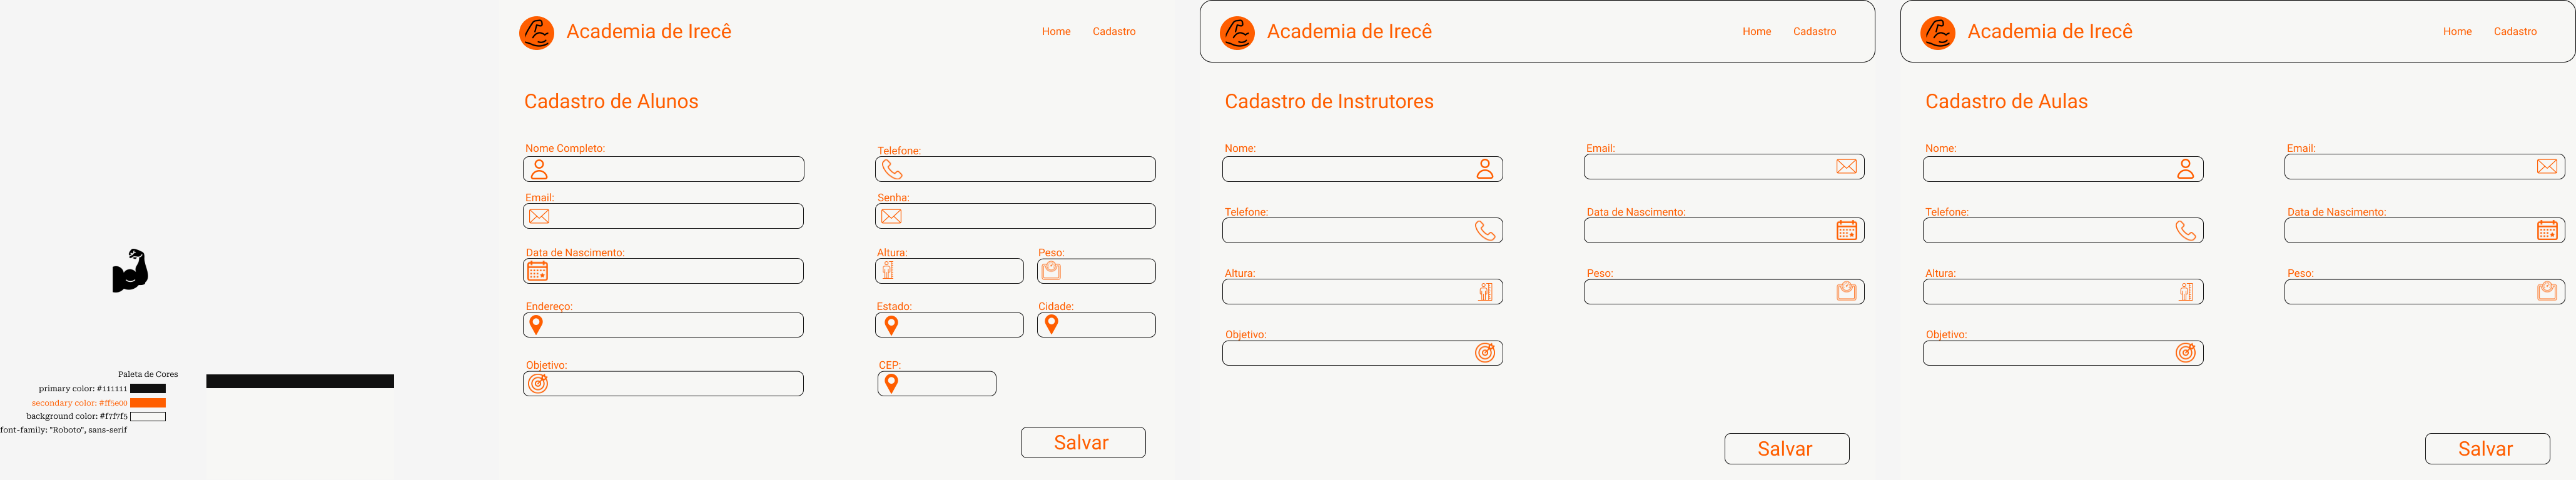 Paleta de Cores
primary color: #111111
secondary color: #ff5e00
background color: #f7f7f5
font-family: "Roboto", sans-serif
Academia de Irecê
Home Cadastro
Cadastro de Alunos
Nome Completo:
Telefone:
Email:
Senha:
Data de Nascimento:
Altura:
Peso:
Endereço:
Estado:
Cidade:
Objetivo:
CEP:
Salvar
Academia de Irecê
Home Cadastro
Cadastro de Instrutores
Nome:
Email:
Telefone:
Data de Nascimento:
Altura:
Peso:
Objetivo:
Salvar
Academia de Irecê
Home Cadastro
Cadastro de Aulas
Nome:
Email:
Telefone:
Data de Nascimento:
Altura:
Peso:
Objetivo:
Salvar